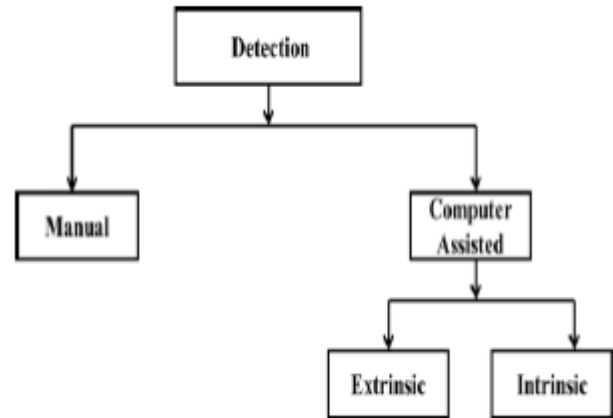 Detection
Manual
Computer
Assisted
Extrinsic
Intrinsic